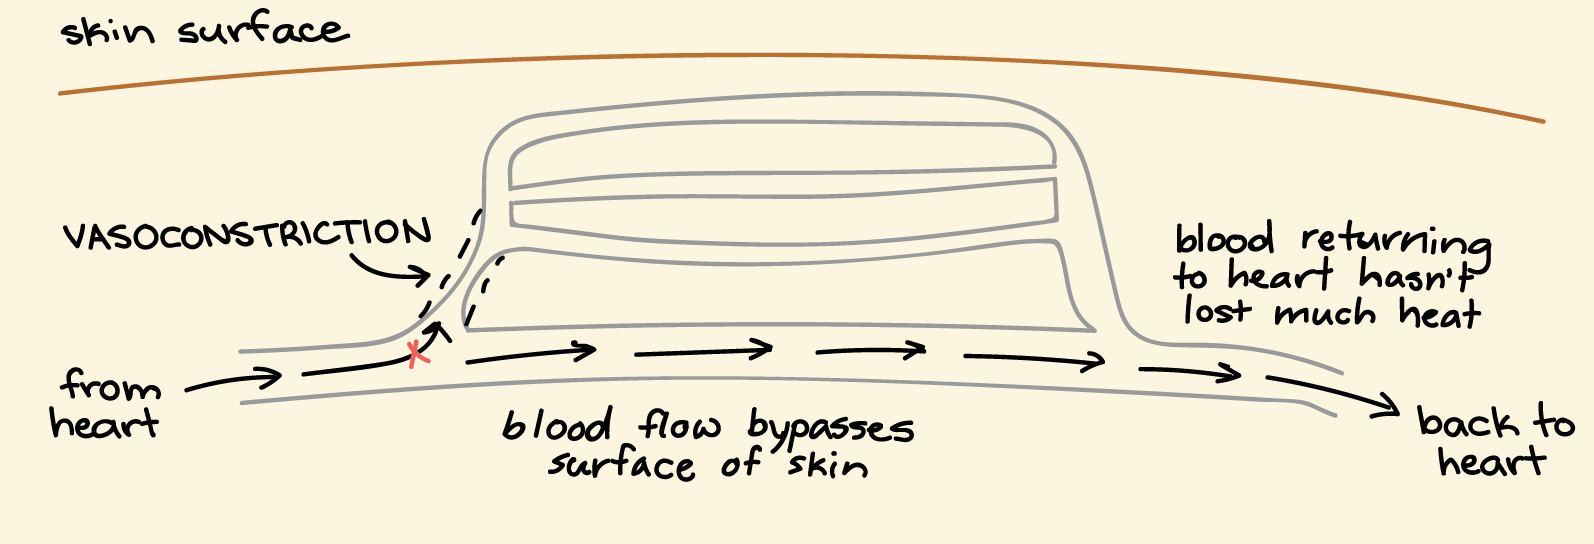 skin surface
VASOCONSTRICTION
blood returning
to heart hasn't
lost much heat
from
heart
blood flow bypasses
surface of skin
back to
heart